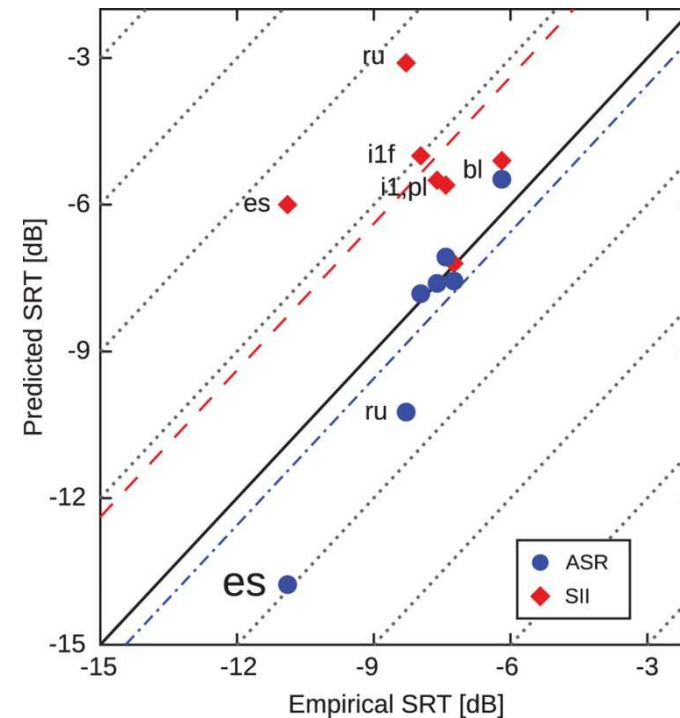 -3
ru
i1f
bl
i1,pl
-6
es
Predicted SRT [dB]
-9
ru
-12
es
ASR
SII
-15
-15 -12 -9 -6 -3
Empirical SRT [dB]